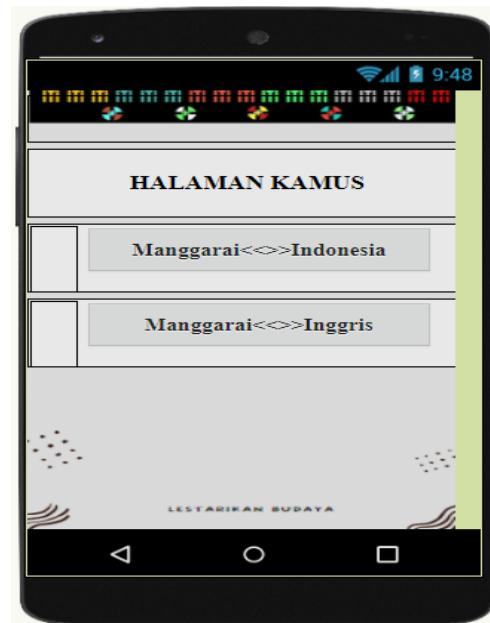 9:48
HALAMAN KAMUS
Manggarai<<>>Indonesia
Manggarai<<>>Inggris
LESTARIKAN BUDAYA